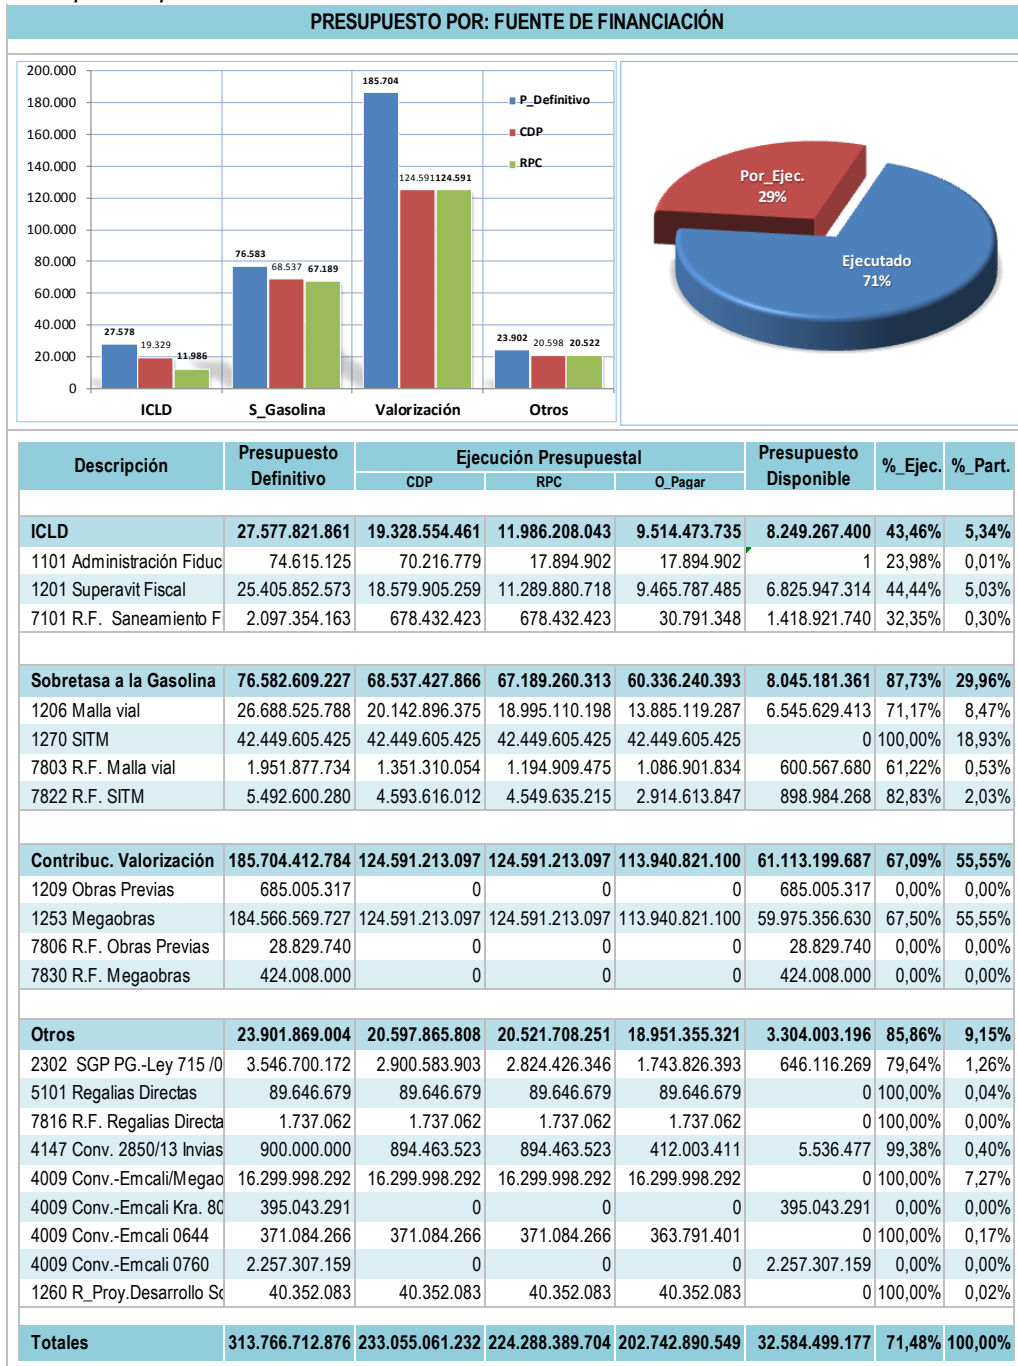 PRESUPUESTO POR: FUENTE DE FINANCIACIÓN
200.000
180.000
160.000
140.000
120.000
100.000
80.000
60.000
40.000
20.000
0
185.704
P_Definitivo
CDP
RPC
124.591 124.591
76.583
68.537 67.189
27.578
19.329
11.986
23.902 20.598 20.522
ICLD S_Gasolina Valorización Otros
Por_Ejec.
29%
Ejecutado
71%
Descripción Presupuesto Definitivo Ejecución Presupuestal Presupuesto Disponible %_Ejec. %_Part.
CDP RPC O_Pagar
ICLD 27.577.821.861 19.328.554.461 11.986.208.043 9.514.473.735 8.249.267.400 43,46% 5,34%
1101 Administración Fiduc 74.615.125 70.216.779 17.894.902 17.894.902 1 23,98% 0,01%
1201 Superavit Fiscal 25.405.852.573 18.579.905.259 11.289.880.718 9.465.787.485 6.825.947.314 44,44% 5,03%
7101 R.F. Saneamiento F 2.097.354.163 678.432.423 678.432.423 30.791.348 1.418.921.740 32,35% 0,30%
Sobretasa a la Gasolina 76.582.609.227 68.537.427.866 67.189.260.313 60.336.240.393 8.045.181.361 87,73% 29,96%
1206 Malla vial 26.688.525.788 20.142.896.375 18.995.110.198 13.885.119.287 6.545.629.413 71,17% 8,47%
1270 SITM 42.449.605.425 42.449.605.425 42.449.605.425 42.449.605.425 0 100,00% 18,93%
7803 R.F. Malla vial 1.951.877.734 1.351.310.054 1.194.909.475 1.086.901.834 600.567.680 61,22% 0,53%
7822 R.F. SITM 5.492.600.280 4.593.616.012 4.549.635.215 2.914.613.847 898.984.268 82,83% 2,03%
Contribuc. Valorización 185.704.412.784 124.591.213.097 124.591.213.097 113.940.821.100 61.113.199.687 67,09% 55,55%
1209 Obras Previas 685.005.317 0 0 0 685.005.317 0,00% 0,00%
1253 Megaobras 184.566.569.727 124.591.213.097 124.591.213.097 113.940.821.100 59.975.356.630 67,50% 55,55%
7806 R.F. Obras Previas 28.829.740 0 0 0 28.829.740 0,00% 0,00%
7830 R.F. Megaobras 424.008.000 0 0 0 424.008.000 0,00% 0,00%
Otros 23.901.869.004 20.597.865.808 20.521.708.251 18.951.355.321 3.304.003.196 85,86% 9,15%
2302 SGP PG.-Ley 715 /0 3.546.700.172 2.900.583.903 2.824.426.346 1.743.826.393 646.116.269 79,64% 1,26%
5101 Regalias Directas 89.646.679 89.646.679 89.646.679 89.646.679 0 100,00% 0,04%
7816 R.F. Regalias Directa 1.737.062 1.737.062 1.737.062 1.737.062 0 100,00% 0,00%
4147 Conv. 2850/13 Invias 900.000.000 894.463.523 894.463.523 412.003.411 5.536.477 99,38% 0,40%
4009 Conv.-Emcali/Megao 16.299.998.292 16.299.998.292 16.299.998.292 16.299.998.292 0 100,00% 7,27%
4009 Conv.-Emcali Kra. 80 395.043.291 0 0 0 395.043.291 0,00% 0,00%
4009 Conv.-Emcali 0644 371.084.266 371.084.266 371.084.266 363.791.401 0 100,00% 0,17%
4009 Conv.-Emcali 0760 2.257.307.159 0 0 0 2.257.307.159 0,00% 0,00%
1260 R_Proy.Desarrollo So 40.352.083 40.352.083 40.352.083 40.352.083 0 100,00% 0,02%
Totales 313.766.712.876 233.055.061.232 224.288.389.704 202.742.890.549 32.584.499.177 71,48% 100,00%